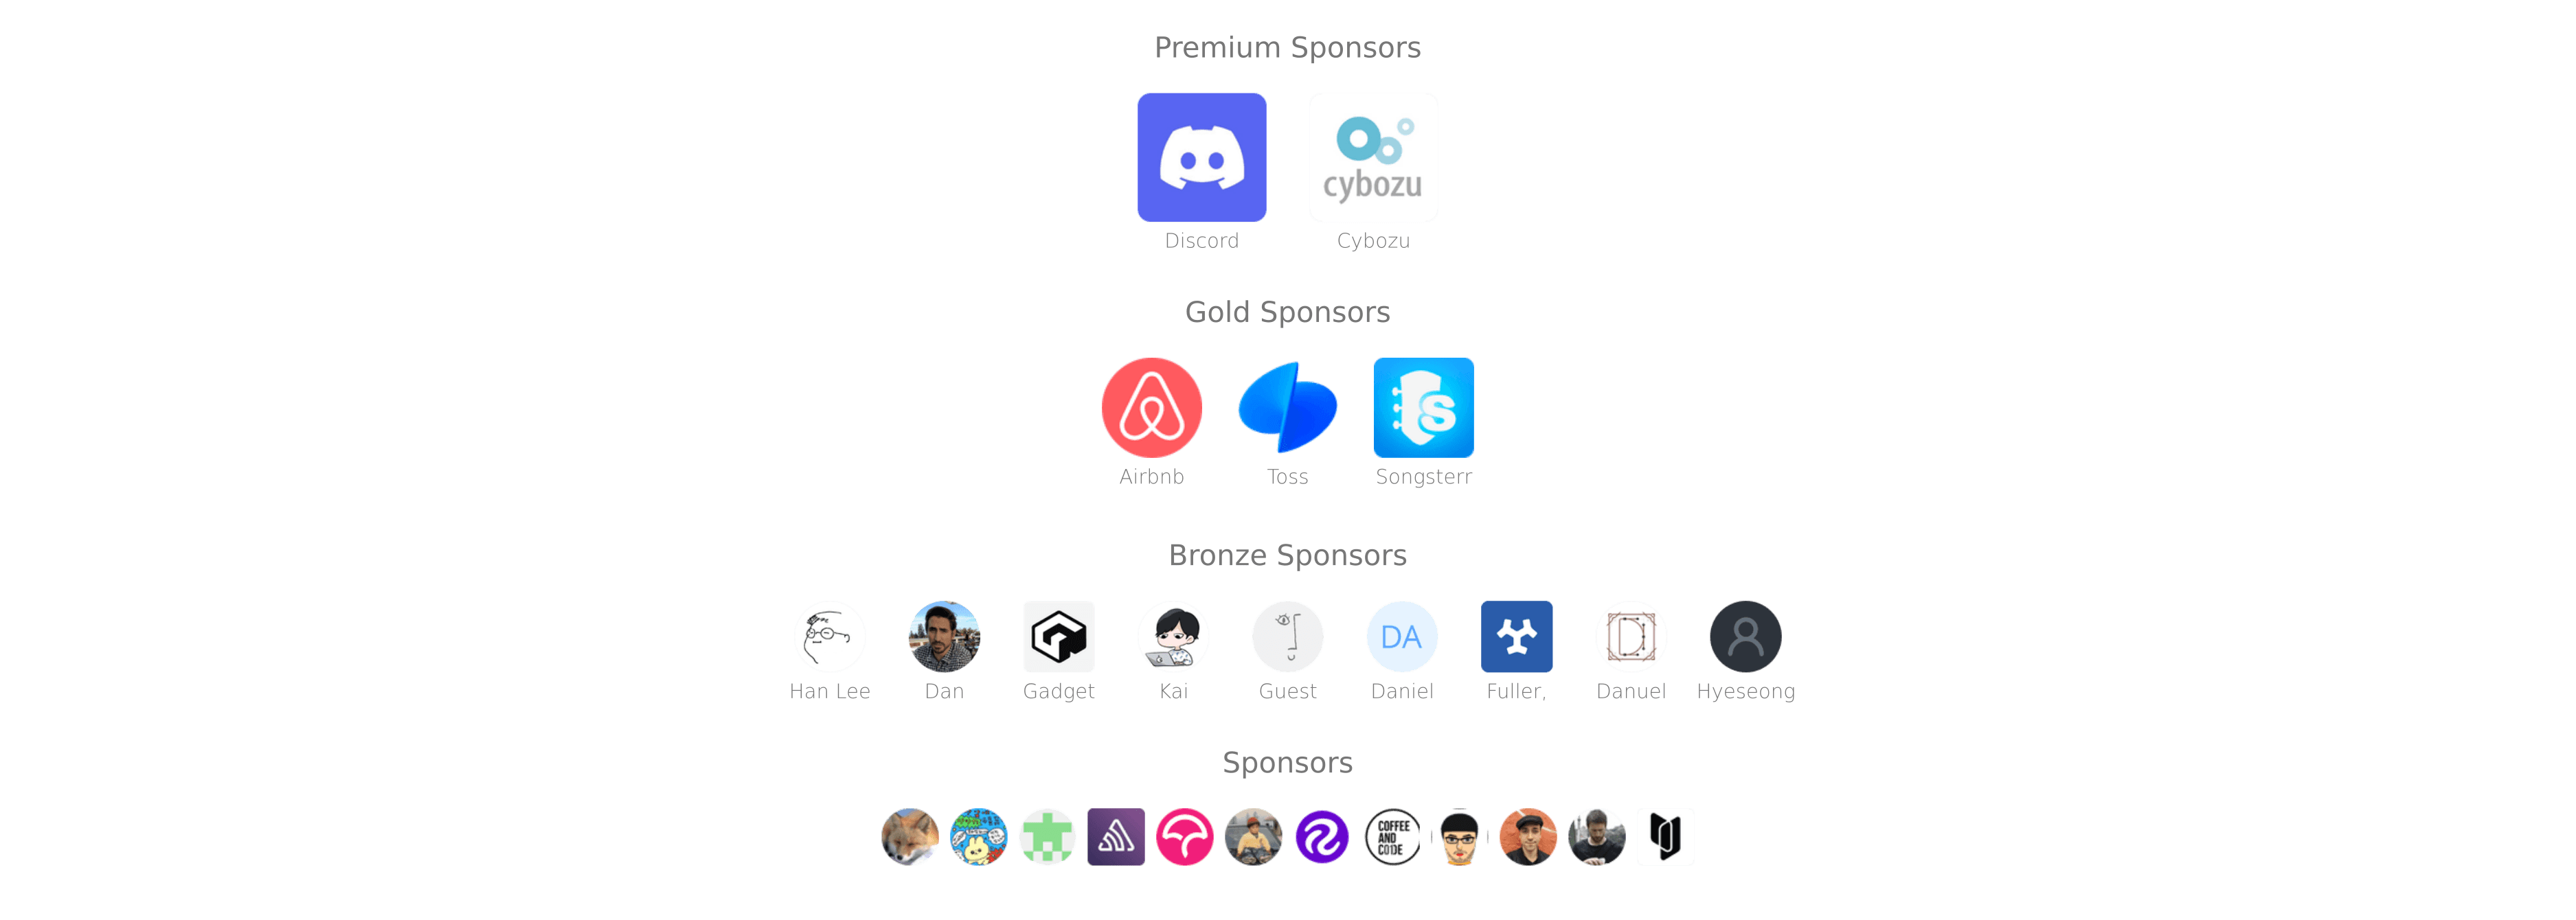 Premium Sponsors
cybozu
Discord Cybozu
Gold Sponsors
S
Airbnb Toss Songsterr
Bronze Sponsors
DA D
Han Lee Dan Gadget Kai Guest Daniel Fuller, Danuel Hyeseong
Sponsors
COFFEE
AND
CODE